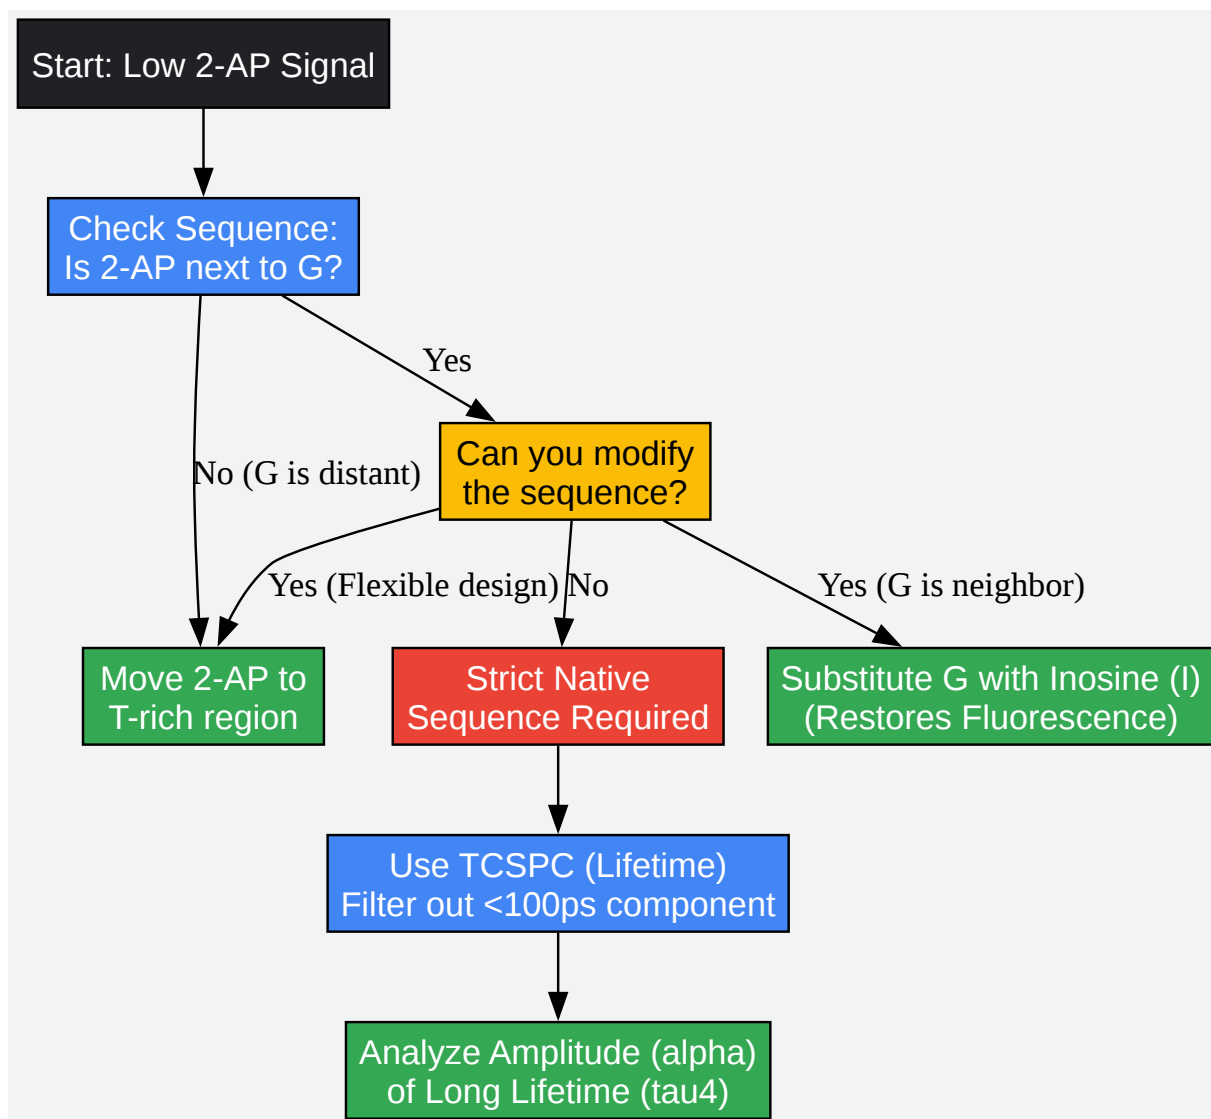 Start: Low 2-AP Signal
Check Sequence:
Is 2-AP next to G?
Yes
Can you modify
the sequence?
No (G is distant)
Yes (Flexible design)
No
Yes (G is neighbor)
Move 2-AP to
T-rich region
Strict Native
Sequence Required
Substitute G with Inosine (I)
(Restores Fluorescence)
Use TCSPC (Lifetime)
Filter out <100ps component
Analyze Amplitude (alpha)
of Long Lifetime (tau4)